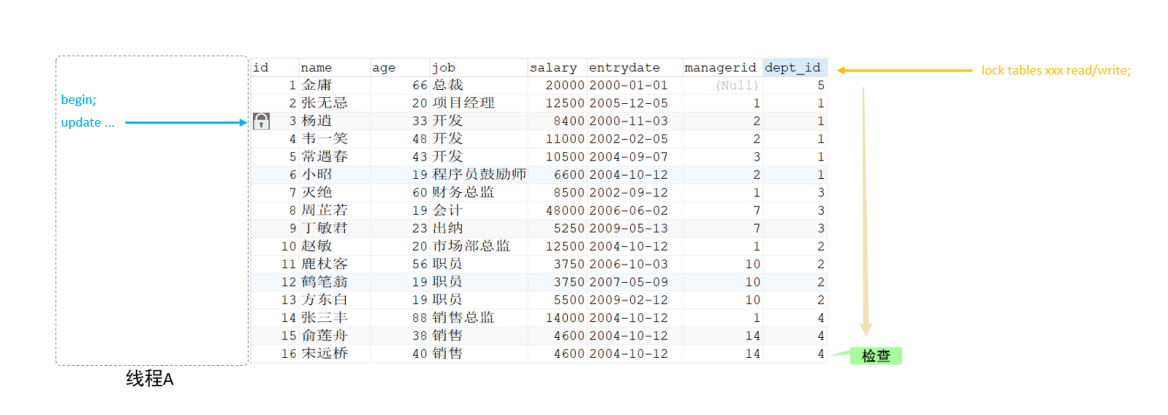 id name age job salary entrydate managerid dept_id
lock tables xxx read/write;
1 金庸 66 总裁 20000 2000-01-01 (Null) 5
begin;
2 张无忌 20 项目经理 12500 2005-12-05 1 1
update ...
3 杨逍 33 开发 8400 2000-11-03 2 1
4 韦一笑 48 开发 11000 2002-02-05 2 1
5 常遇春 43 开发 10500 2004-09-07 3 1
6 小昭 19 程序员鼓励师 6600 2004-10-12 2 1
7 灭绝 60 财务总监 8500 2002-09-12 1 3
8 周芷若 19 会计 48000 2006-06-02 7 3
9 丁敏君 23 出纳 5250 2009-05-13 7 3
10 赵敏 20 市场部总监 12500 2004-10-12 1 2
11 鹿杖客 56 职员 3750 2006-10-03 10 2
12 鹤笔翁 19 职员 3750 2007-05-09 10 2
13 方东白 19 职员 5500 2009-02-12 10 2
14 张三丰 88 销售总监 14000 2004-10-12 1 4
15 俞莲舟 38 销售 4600 2004-10-12 14 4
16 宋远桥 40 销售 4600 2004-10-12 14 4
检查
线程A